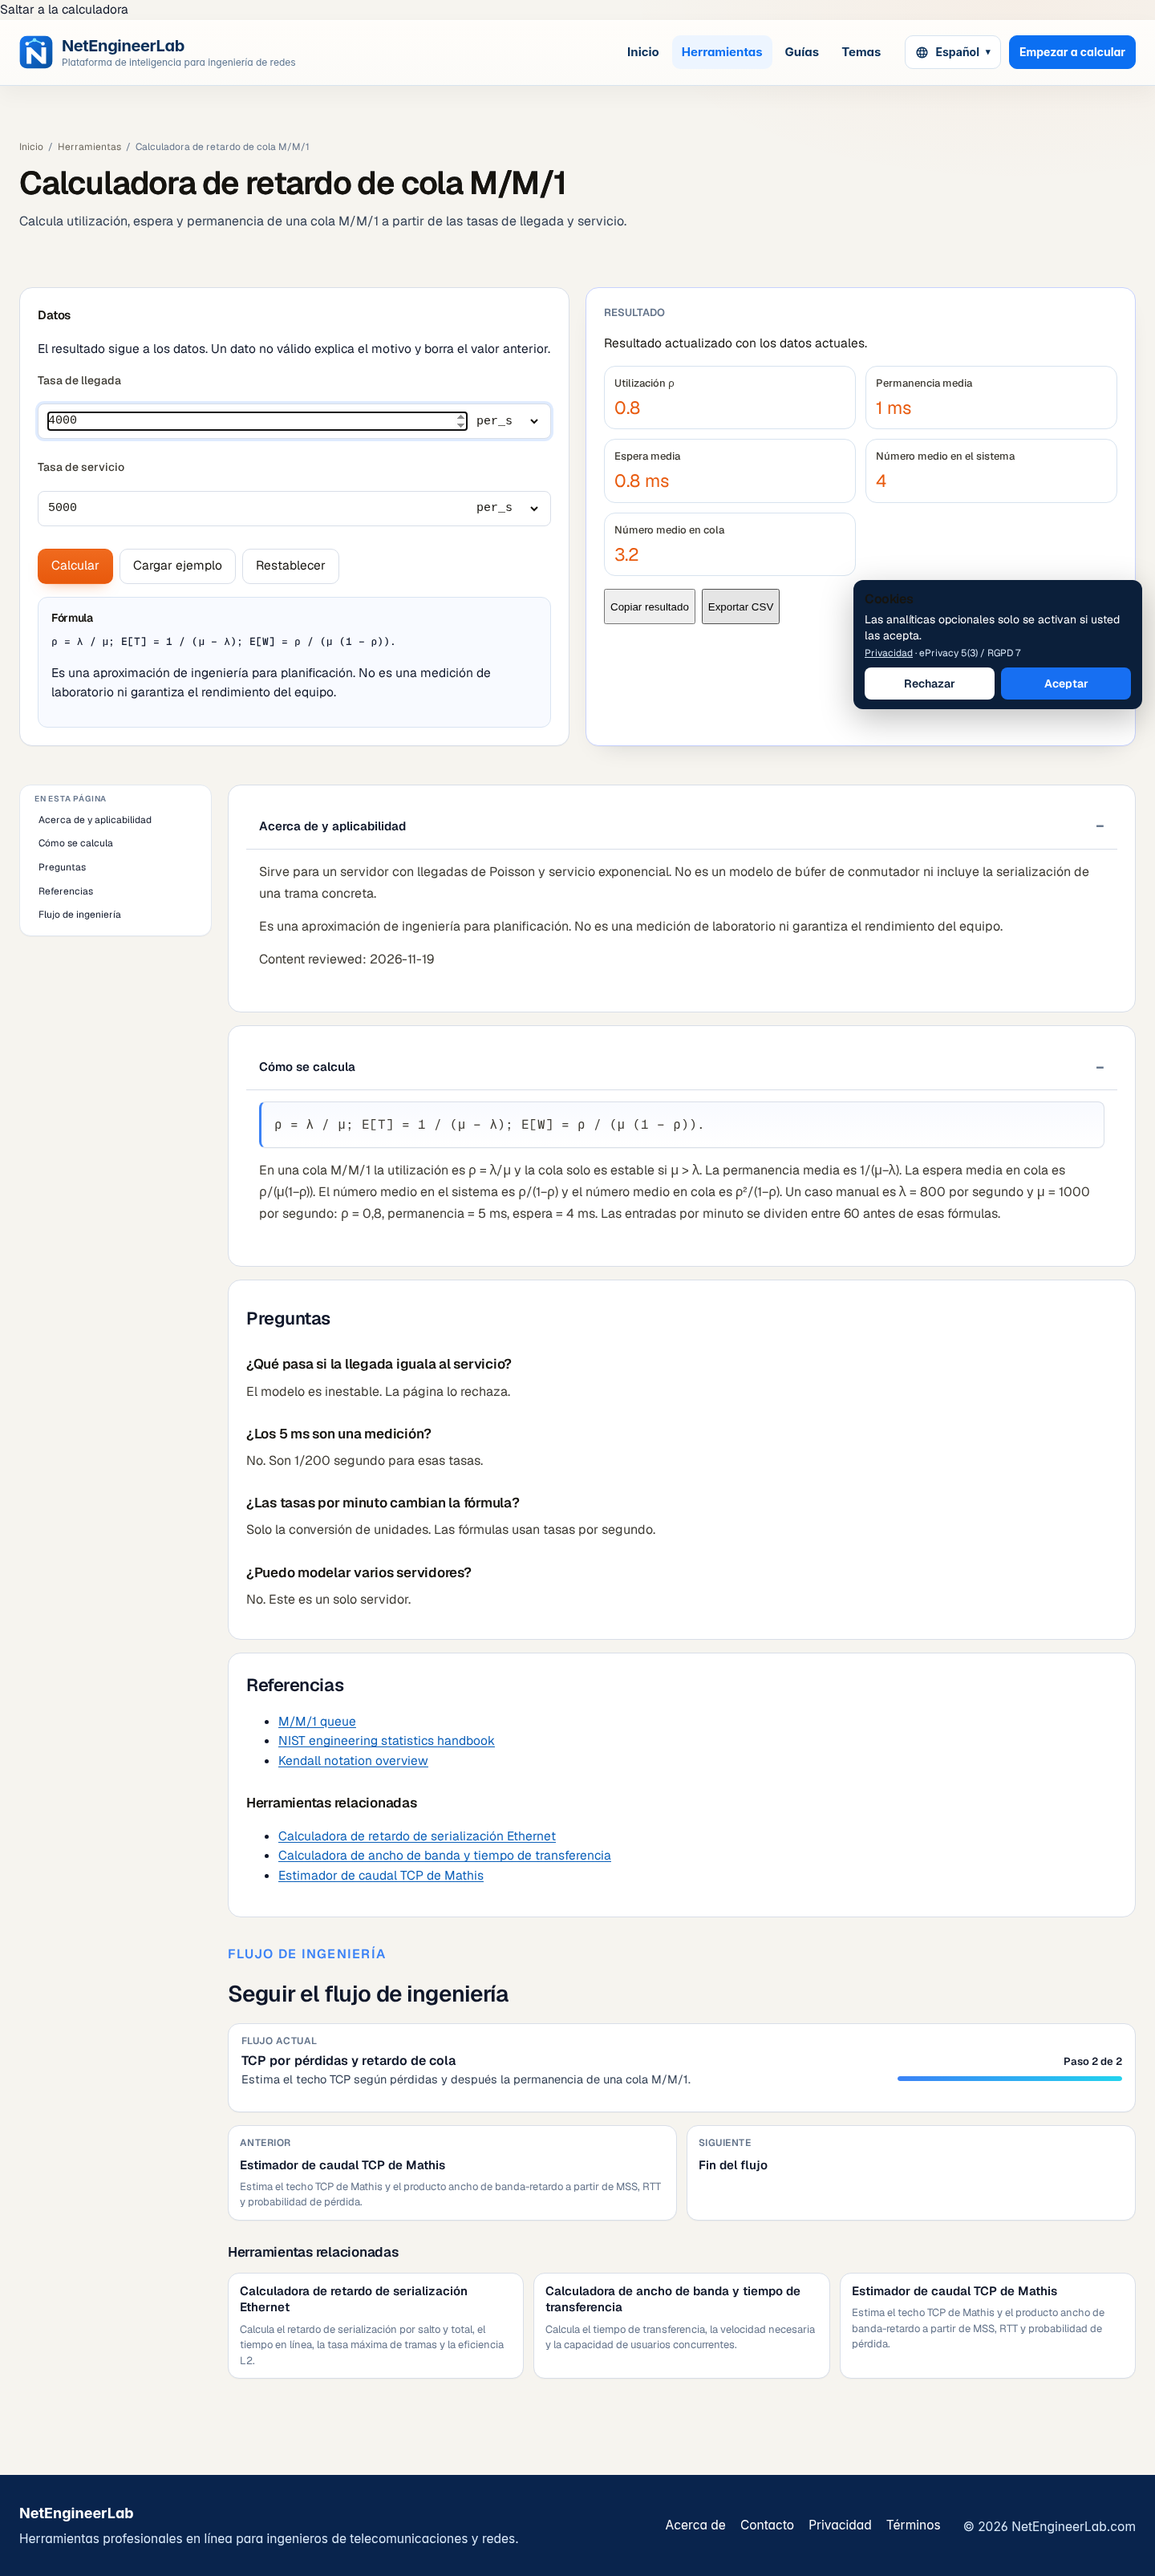 Saltar a la calculadora
NetEngineerLab
Plataforma de inteligencia para ingeniería de redes
Inicio
Herramientas
Guías
Temas
Español ▾
Empezar a calcular
Inicio / Herramientas / Calculadora de retardo de cola M/M/1
Calculadora de retardo de cola M/M/1
Calcula utilización, espera y permanencia de una cola M/M/1 a partir de las tasas de llegada y servicio.
Datos
El resultado sigue a los datos. Un dato no válido explica el motivo y borra el valor anterior.
Tasa de llegada
4000 per_s
Tasa de servicio
5000 per_s
Calcular
Cargar ejemplo
Restablecer
Fórmula
ρ = λ / μ; E[T] = 1 / (μ − λ); E[W] = ρ / (μ (1 − ρ)).
Es una aproximación de ingeniería para planificación. No es una medición de
laboratorio ni garantiza el rendimiento del equipo.
RESULTADO
Resultado actualizado con los datos actuales.
Utilización ρ
0.8
Permanencia media
1 ms
Espera media
0.8 ms
Número medio en el sistema
4
Número medio en cola
3.2
Copiar resultado
Exportar CSV
Cookies
Las analíticas opcionales solo se activan si usted
las acepta.
Privacidad · ePrivacy 5(3) / RGPD 7
Rechazar
Aceptar
EN ESTA PÁGINA
Acerca de y aplicabilidad
Cómo se calcula
Preguntas
Referencias
Flujo de ingeniería
Acerca de y aplicabilidad −
Sirve para un servidor con llegadas de Poisson y servicio exponencial. No es un modelo de búfer de conmutador ni incluye la serialización de
una trama concreta.
Es una aproximación de ingeniería para planificación. No es una medición de laboratorio ni garantiza el rendimiento del equipo.
Content reviewed: 2026-11-19
Cómo se calcula −
ρ = λ / μ; E[T] = 1 / (μ − λ); E[W] = ρ / (μ (1 − ρ)).
En una cola M/M/1 la utilización es ρ = λ/μ y la cola solo es estable si μ > λ. La permanencia media es 1/(μ−λ). La espera media en cola es
ρ/(μ(1−ρ)). El número medio en el sistema es ρ/(1−ρ) y el número medio en cola es ρ²/(1−ρ). Un caso manual es λ = 800 por segundo y μ = 1000
por segundo: ρ = 0,8, permanencia = 5 ms, espera = 4 ms. Las entradas por minuto se dividen entre 60 antes de esas fórmulas.
Preguntas
¿Qué pasa si la llegada iguala al servicio?
El modelo es inestable. La página lo rechaza.
¿Los 5 ms son una medición?
No. Son 1/200 segundo para esas tasas.
¿Las tasas por minuto cambian la fórmula?
Solo la conversión de unidades. Las fórmulas usan tasas por segundo.
¿Puedo modelar varios servidores?
No. Este es un solo servidor.
Referencias
M/M/1 queue
NIST engineering statistics handbook
Kendall notation overview
Herramientas relacionadas
Calculadora de retardo de serialización Ethernet
Calculadora de ancho de banda y tiempo de transferencia
Estimador de caudal TCP de Mathis
FLUJO DE INGENIERÍA
Seguir el flujo de ingeniería
FLUJO ACTUAL
TCP por pérdidas y retardo de cola
Paso 2 de 2
Estima el techo TCP según pérdidas y después la permanencia de una cola M/M/1.
ANTERIOR
Estimador de caudal TCP de Mathis
Estima el techo TCP de Mathis y el producto ancho de banda-retardo a partir de MSS, RTT
y probabilidad de pérdida.
SIGUIENTE
Fin del flujo
Herramientas relacionadas
Calculadora de retardo de serialización
Ethernet
Calcula el retardo de serialización por salto y total, el
tiempo en línea, la tasa máxima de tramas y la eficiencia
L2.
Calculadora de ancho de banda y tiempo de
transferencia
Calcula el tiempo de transferencia, la velocidad necesaria
y la capacidad de usuarios concurrentes.
Estimador de caudal TCP de Mathis
Estima el techo TCP de Mathis y el producto ancho de
banda-retardo a partir de MSS, RTT y probabilidad de
pérdida.
NetEngineerLab
Herramientas profesionales en línea para ingenieros de telecomunicaciones y redes.
Acerca de
Contacto
Privacidad
Términos
© 2026 NetEngineerLab.com